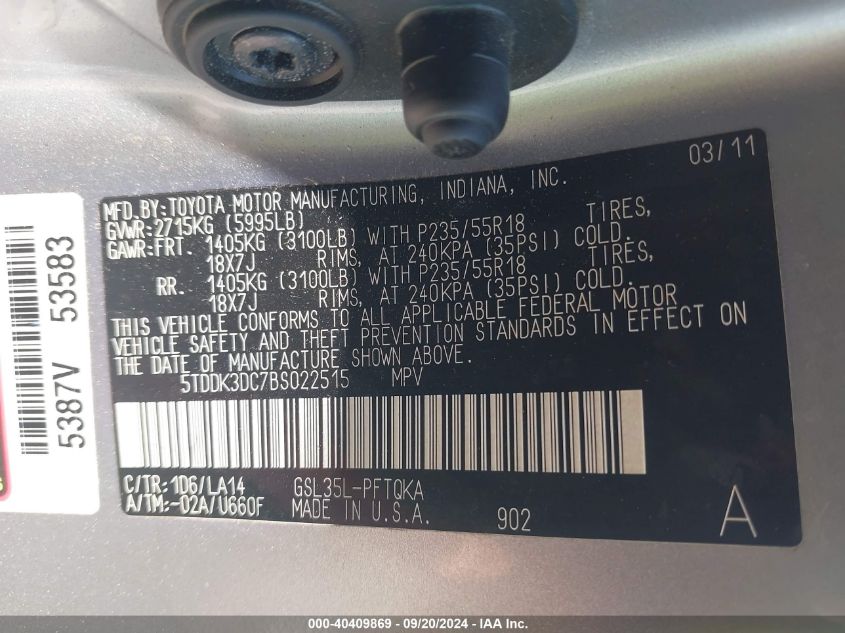 03/11
MFD.BY:TOYOTA MOTOR MANUFACTURING, INDIANA, INC.
GVWR:2715KG (5995LB)
GAWR:FRT. 1405KG (3100LB) WITH P235/55R18 TIRES,
18X7J RIMS, AT 240KPA (35PSI) COLD.
RR. 1405KG (3100LB) WITH P235/55R18 TIRES,
18X7J RIMS, AT 240KPA (35PSI) COLD.
THIS VEHICLE CONFORMS TO ALL APPLICABLE FEDERAL MOTOR
VEHICLE SAFETY AND THEFT PREVENTION STANDARDS IN EFFECT ON
THE DATE OF MANUFACTURE SHOWN ABOVE.
5TDDK3DC7BS022515 MPV
C/TR:1D6/LA14 GSL35L-PFTQKA
A/TM:-02A/U660F MADE IN U.S.A. 902
A
5387V 53583
000-40409869 - 09/20/2024 - IAA Inc.